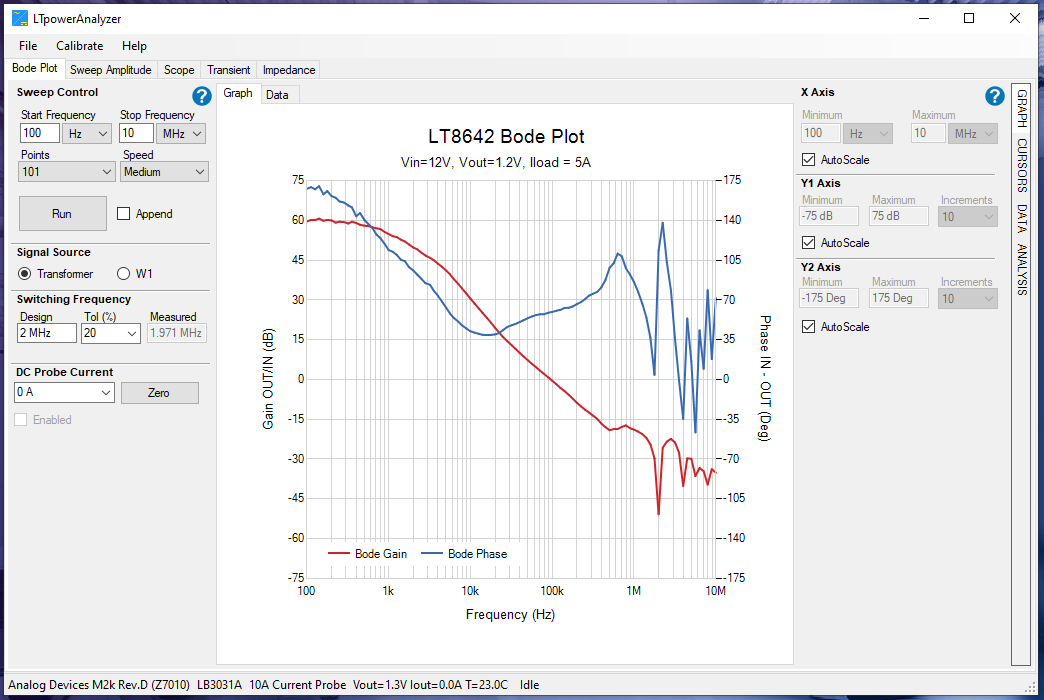 LTpowerAnalyzer
File Calibrate Help
Bode Plot Sweep Amplitude Scope Transient Impedance
Sweep Control
Start Frequency Stop Frequency
100 Hz 10 MHz
Points Speed
101 Medium
Run Append
Signal Source
Transformer W1
Switching Frequency
Design Tol (%) Measured
2 MHz 20 1.971 MHz
DC Probe Current
0 A Zero
Enabled
Graph Data
LT8642 Bode Plot
Vin=12V, Vout=1.2V, Iload = 5A
75 175
60 140
45 105
30 70
15 35
0 0
-15 -35
-30 -70
-45 -105
-60 -140
-75 -175
Gain OUT/IN (dB)
Phase IN - OUT (Deg)
Bode Gain Bode Phase
100 1k 10k 100k 1M 10M
Frequency (Hz)
X Axis
Minimum Maximum
100 Hz 10 MHz
AutoScale
Y1 Axis
Minimum Maximum Increments
-75 dB 75 dB 10
AutoScale
Y2 Axis
Minimum Maximum Increments
-175 Deg 175 Deg 10
AutoScale
GRAPH CURSORS DATA ANALYSIS
Analog Devices M2k Rev.D (Z7010) LB3031A 10A Current Probe Vout=1.3V Iout=0.0A T=23.0C Idle